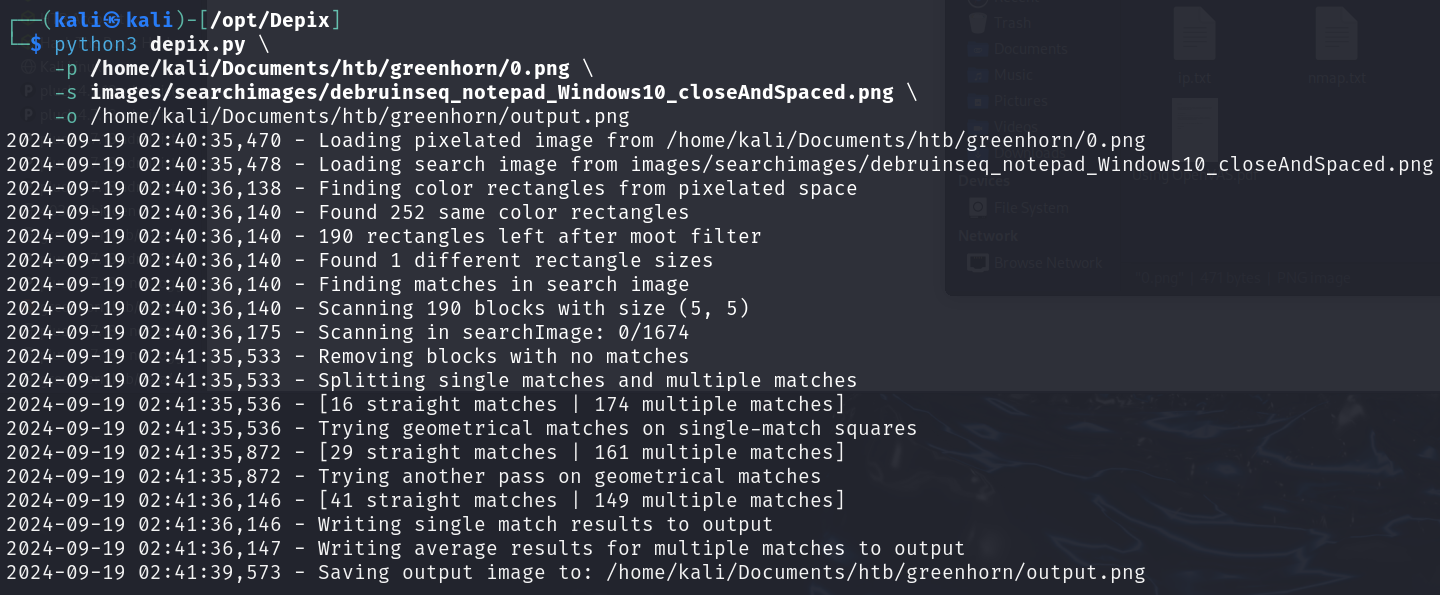 ┌──(kali㉿kali)-[/opt/Depix]
└─$ python3 depix.py \
-p /home/kali/Documents/htb/greenhorn/0.png \
-s images/searchimages/debruinseq_notepad_Windows10_closeAndSpaced.png \
-o /home/kali/Documents/htb/greenhorn/output.png
2024-09-19 02:40:35,470 - Loading pixelated image from /home/kali/Documents/htb/greenhorn/0.png
2024-09-19 02:40:35,478 - Loading search image from images/searchimages/debruinseq_notepad_Windows10_closeAndSpaced.png
2024-09-19 02:40:36,138 - Finding color rectangles from pixelated space
2024-09-19 02:40:36,140 - Found 252 same color rectangles
2024-09-19 02:40:36,140 - 190 rectangles left after moot filter
2024-09-19 02:40:36,140 - Found 1 different rectangle sizes
2024-09-19 02:40:36,140 - Finding matches in search image
2024-09-19 02:40:36,140 - Scanning 190 blocks with size (5, 5)
2024-09-19 02:40:36,175 - Scanning in searchImage: 0/1674
2024-09-19 02:41:35,533 - Removing blocks with no matches
2024-09-19 02:41:35,533 - Splitting single matches and multiple matches
2024-09-19 02:41:35,536 - [16 straight matches | 174 multiple matches]
2024-09-19 02:41:35,536 - Trying geometrical matches on single-match squares
2024-09-19 02:41:35,872 - [29 straight matches | 161 multiple matches]
2024-09-19 02:41:35,872 - Trying another pass on geometrical matches
2024-09-19 02:41:36,146 - [41 straight matches | 149 multiple matches]
2024-09-19 02:41:36,146 - Writing single match results to output
2024-09-19 02:41:36,147 - Writing average results for multiple matches to output
2024-09-19 02:41:39,573 - Saving output image to: /home/kali/Documents/htb/greenhorn/output.png
Trash
Documents
Music
Pictures
Devices
File System
Network
Browse Network
ip.txt
nmap.txt